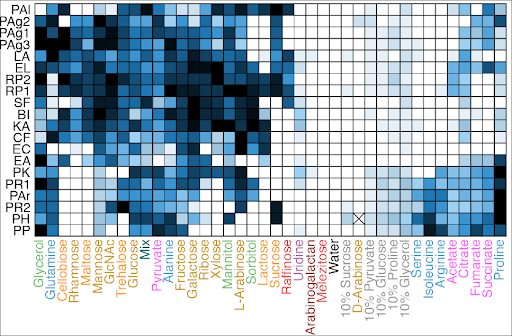 PAl
PAg2
PAg1
PAg3
LA
EL
RP2
RP1
SF
BI
KA
CF
EC
EA
PK
PR1
PAr
PR2
PH
PP
Glycerol
Glutamine
Cellobiose
Rhamnose
Maltose
Mannose
GlcNAc
Trehalose
Glucose
Mix
Pyruvate
Alanine
Fructose
Galactose
Ribose
Xylose
Mannitol
L-Arabinose
Sorbitol
Lactose
Sucrose
Raffinose
Uridine
Arabinogalactan
Melezitose
Water
10% Sucrose
D-Arabinose
10% Pyruvate
10% Glucose
10% Proline
10% Glycerol
Serine
Isoleucine
Arginine
Acetate
Citrate
Fumarate
Succinate
Proline